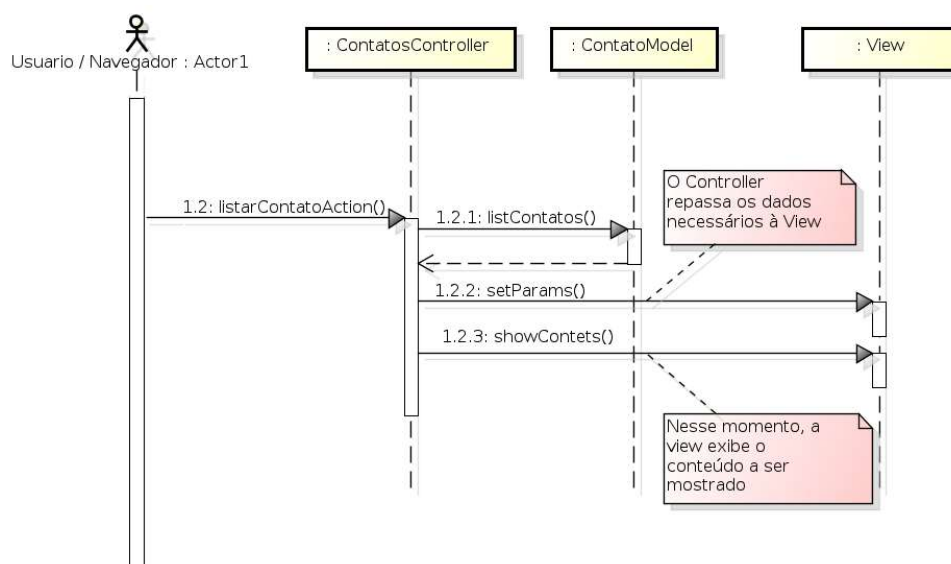 Usuario / Navegador : Actor1
: ContatosController
: ContatoModel
: View
1.2: listarContatoAction()
1.2.1: listContatos()
O Controller
repassa os dados
necessários à View
1.2.2: setParams()
1.2.3: showContets()
Nesse momento, a
view exibe o
conteúdo a ser
mostrado